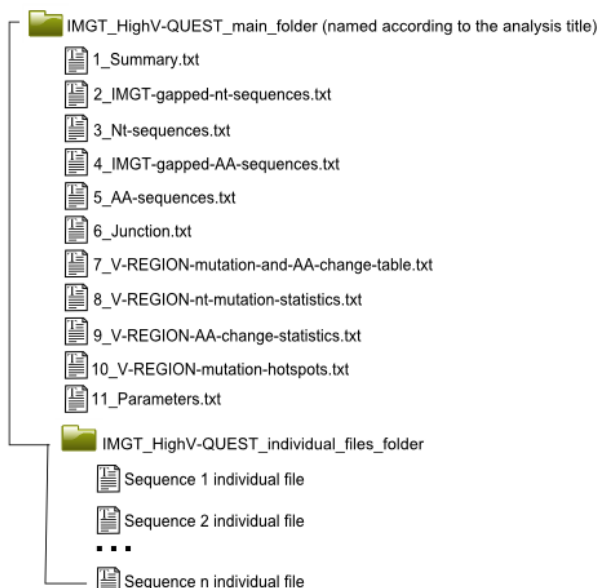 IMGT_HighV-QUEST_main_folder (named according to the analysis title)
1_Summary.txt
2_IMGT-gapped-nt-sequences.txt
3_Nt-sequences.txt
4_IMGT-gapped-AA-sequences.txt
5_AA-sequences.txt
6_Junction.txt
7_V-REGION-mutation-and-AA-change-table.txt
8_V-REGION-nt-mutation-statistics.txt
9_V-REGION-AA-change-statistics.txt
10_V-REGION-mutation-hotspots.txt
11_Parameters.txt
IMGT_HighV-QUEST_individual_files_folder
Sequence 1 individual file
Sequence 2 individual file
...
Sequence n individual file